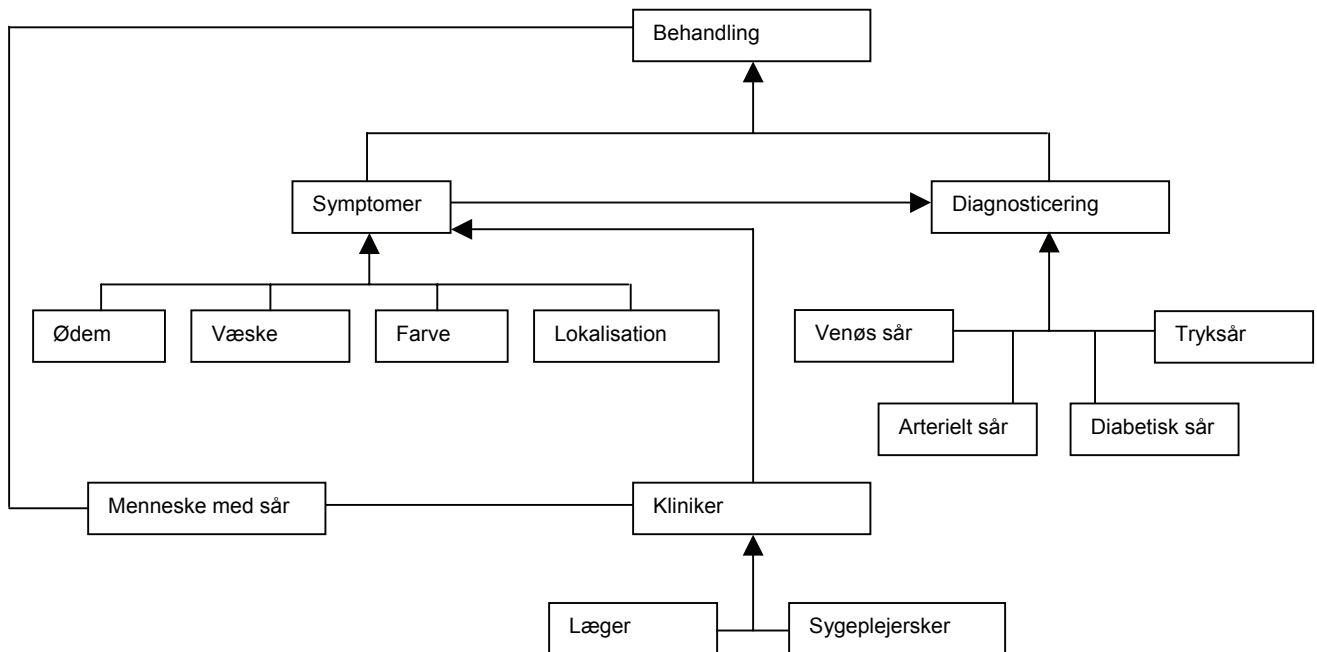 Behandling
Symptomer
Diagnosticering
Ødem
Væske
Farve
Lokalisation
Venøs sår
Tryksår
Arterielt sår
Diabetisk sår
Menneske med sår
Kliniker
Læger
Sygeplejersker